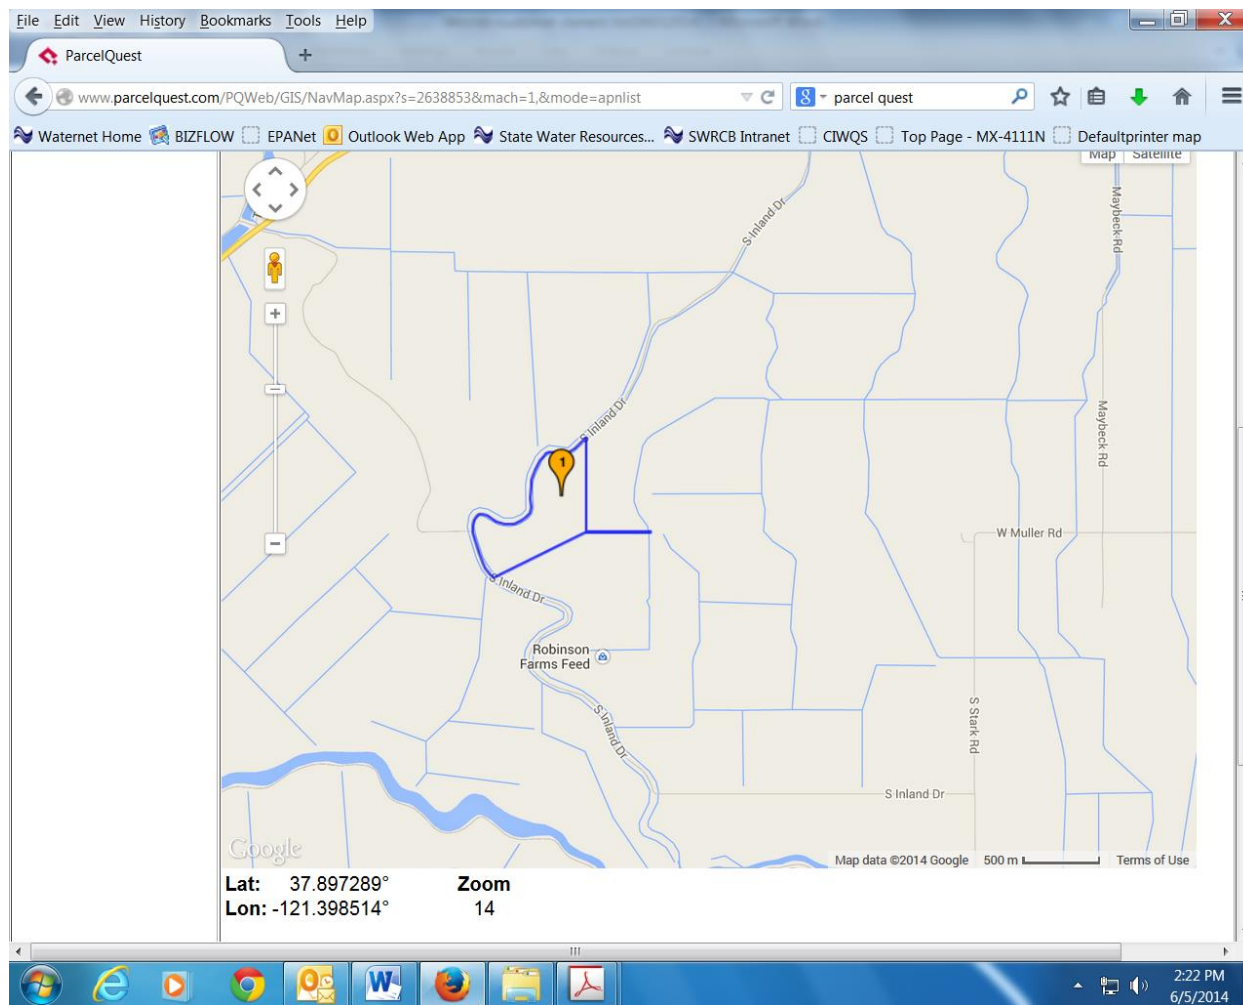 File Edit View History Bookmarks Tools Help
ParcelQuest
www.parcelquest.com/PQWeb/GIS/NavMap.aspx?s=2638853&mach=1,&mode=apnlist
parcel quest
Waternet Home BIZFLOW EPANet Outlook Web App State Water Resources... SWRCB Intranet CIWQS Top Page - MX-4111N Defaultprinter map
Map Satellite
S Inland Dr
Maybeck Rd
S Inland Dr
Maybeck Rd
1
W Muller Rd
S Inland Dr
Robinson
Farms Feed
S Inland Dr
S Stark Rd
S Inland Dr
Google
Map data ©2014 Google 500 m Terms of Use
Lat: 37.897289° Zoom
Lon: -121.398514° 14
2:22 PM
6/5/2014